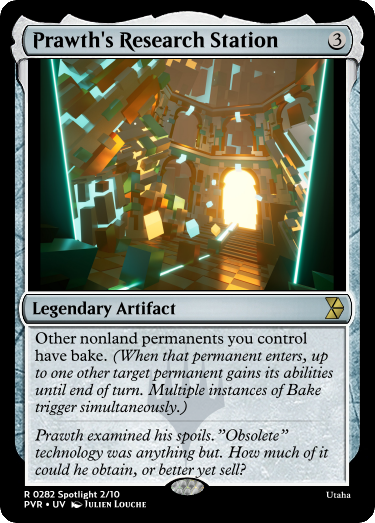 Prawth's Research Station 3
Legendary Artifact
Other nonland permanents you control
have bake. (When that permanent enters, up
to one other target permanent gains its abilities
until end of turn. Multiple instances of Bake
trigger simultaneously.)
Prawth examined his spoils. "Obsolete"
technology was anything but. How much of it
could he obtain, or better yet sell?
R 0282 Spotlight 2/10
PVR • UV Julien Louche
Utaha